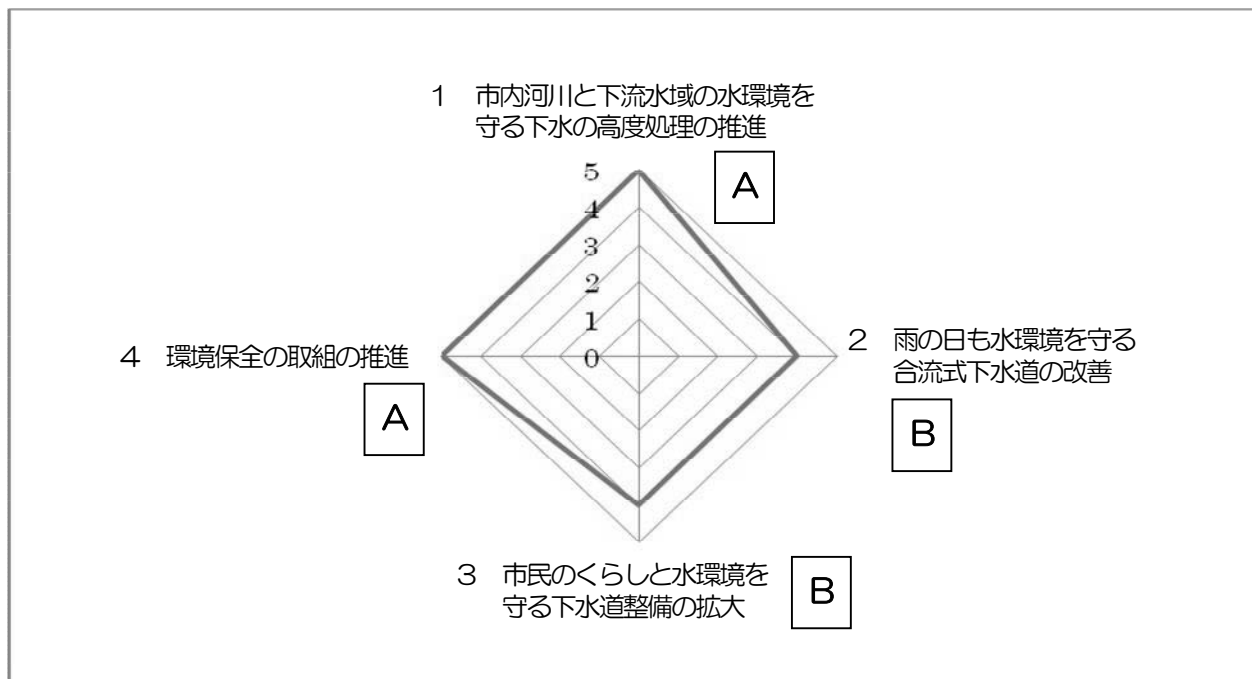 1 市内河川と下流水域の水環境を
守る下水の高度処理の推進
A
5
4
3
2
1
0
2 雨の日も水環境を守る
合流式下水道の改善
B
4 環境保全の取組の推進
A
3 市民のくらしと水環境を
守る下水道整備の拡大
B